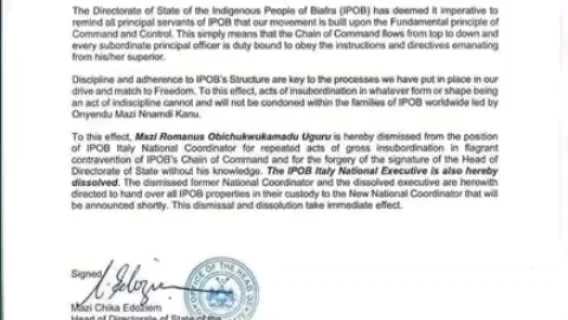 The Directorate of State of the Indigenous People of Biafra (IPOB) has deemed it imperative to
remind all principal servants of IPOB that our movement is built upon the Fundamental principle of
Command and Control. This simply means that the Chain of Command flows from top to down and
every subordinate principal officer is duty bound to obey the instructions and directives emanating
from his/her superior.
Discipline and adherence to IPOB's Structure are key to the processes we have put in place in our
drive and match to Freedom. To this effect, acts of insubordination in whatever form or shape being
an act of indiscipline cannot and will not be condoned within the families of IPOB worldwide led by
Onyendu Mazi Nnamdi Kanu.
To this effect, Mazi Romanus Obichukwukamadu Uguru is hereby dismissed from the position
of IPOB Italy National Coordinator for repeated acts of gross insubordination in flagrant
contravention of IPOB's Chain of Command and for the forgery of the signature of the Head of
Directorate of State without his knowledge. The IPOB Italy National Executive is also hereby
dissolved. The dismissed former National Coordinator and the dissolved executive are herewith
directed to hand over all IPOB properties in their custody to the New National Coordinator that will
be announced shortly. This dismissal and dissolution take immediate effect.
Signed
OFFICE OF THE HEAD OF
Mazi Chika Edoziem
Head of Directorate of State of the